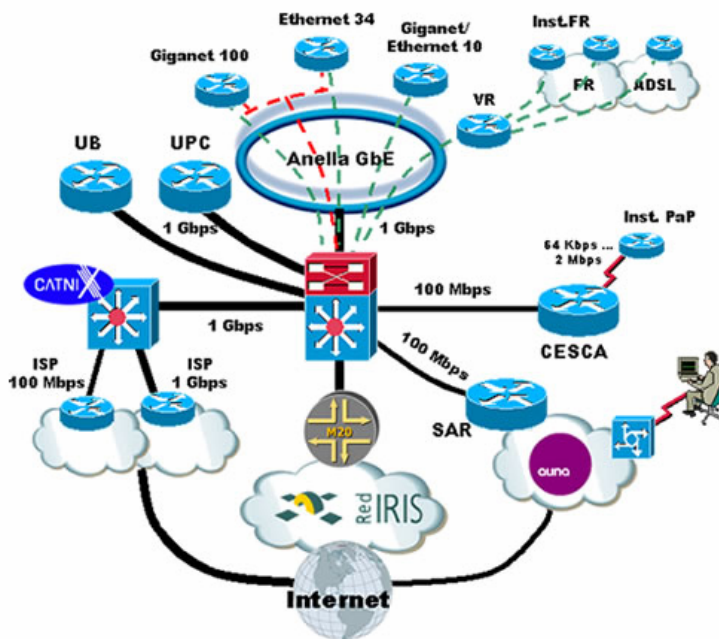 Ethernet 34
Giganet/
Ethernet 10
Inst.FR
Giganet 100
FR
ADSL
VR
UB
UPC
Anella GbE
1 Gbps
1 Gbps
Inst. PaP
64 Kbps ...
2 Mbps
CATNIX
100 Mbps
1 Gbps
CESCA
ISP
100 Mbps
ISP
1 Gbps
100 Mbps
SAR
M20
auna
Red IRIS
Internet